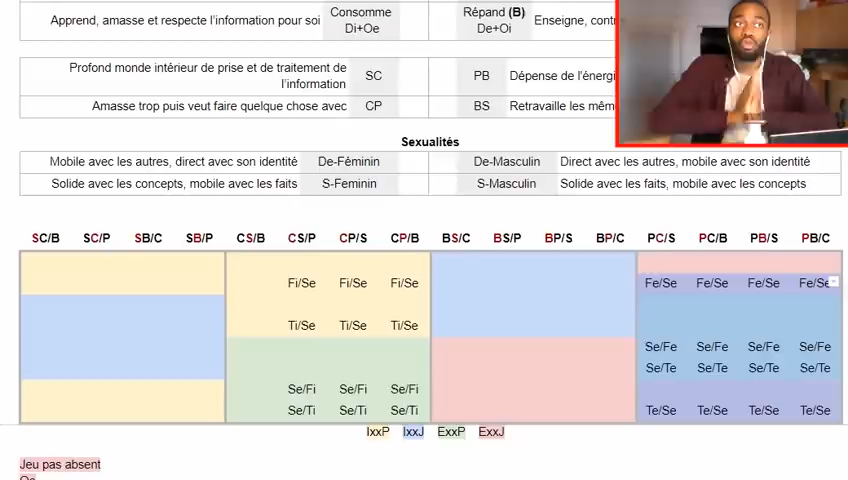 Apprend, amasse et respecte l'information pour soi Consomme Di+Oe Répand (B) De+Oi Enseigne,
Profond monde intérieur de prise et de traitement de l'information SC PB Dépense de
Amasse trop puis veut faire quelque chose avec CP BS Retravaille les
Sexualités
Mobile avec les autres, direct avec son identité De-Féminin De-Masculin Direct avec les autres, mobile avec son identité
Solide avec les concepts, mobile avec les faits S-Feminin S-Masculin Solide avec les faits, mobile avec les concepts
SC/B SC/P SB/C SB/P CS/B CS/P CP/S CP/B BS/C BS/P BP/S BP/C PC/S PC/B PB/S PB/C
Fi/Se Fi/Se Fi/Se Fe/Se Fe/Se Fe/Se Fe/Se
Ti/Se Ti/Se Ti/Se
Se/Fe Se/Fe Se/Fe Se/Fe
Se/Te Se/Te Se/Te Se/Te
Se/Fi Se/Fi Se/Fi
Se/Ti Se/Ti Se/Ti Te/Se Te/Se Te/Se Te/Se
IxxP IxxJ ExxP ExxJ
Jeu pas absent